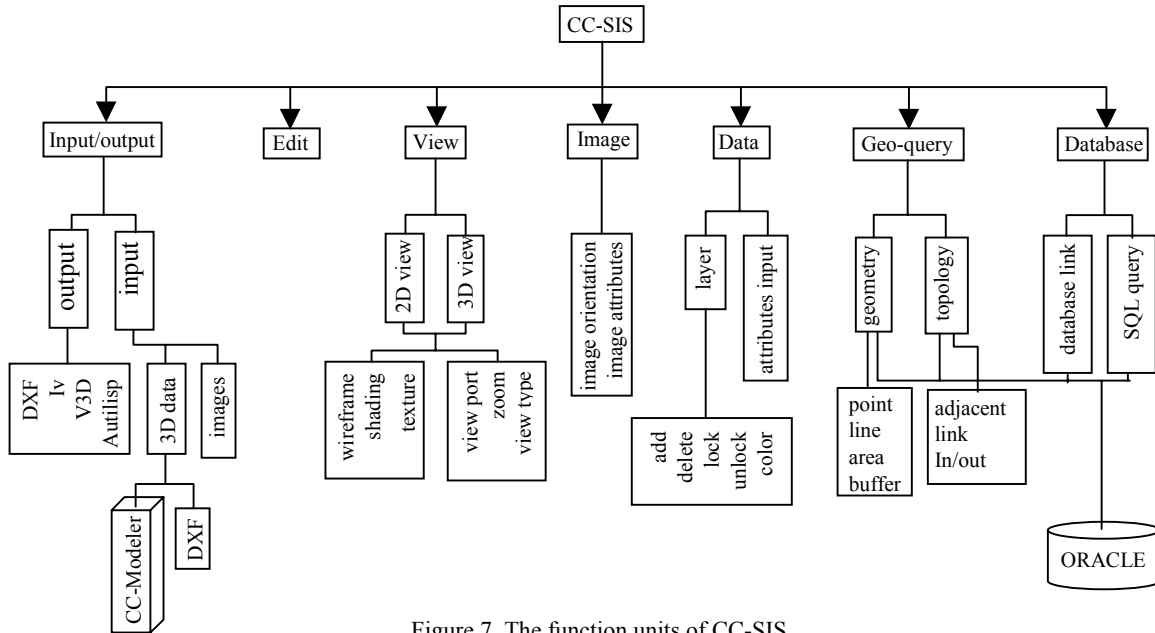 CC-SIS
Input/output
Edit
View
Image
Data
Geo-query
Database
output
input
2D view
3D view
image orientation
image attributes
layer
attributes input
geometry
topology
database link
SQL query
DXF
Iv
V3D
Autilisp
3D data
images
wireframe
shading
texture
view port
zoom
view type
add
delete
lock
unlock
color
point
line
area
buffer
adjacent
link
In/out
CC-Modeler
DXF
ORACLE
Figure 7. The function units of CC-SIS